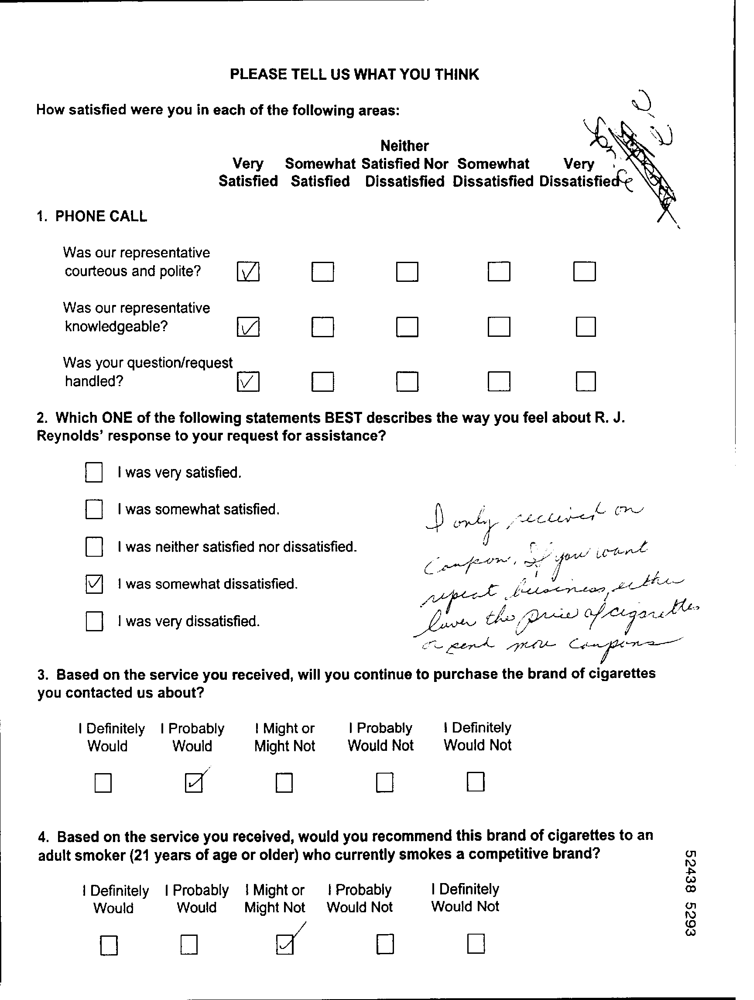 PLEASE TELL US WHAT YOU THINK
How satisfied were you in each of the following areas:
Neither
Very Somewhat Satisfied Nor Somewhat Very
Satisfied Satisfied Dissatisfied Dissatisfied Dissatisfied
1. PHONE CALL
Was our representative
courteous and polite?
Was our representative
knowledgeable?
Was your question/request
handled?
2. Which ONE of the following statements BEST describes the way you feel about R. J.
Reynolds' response to your request for assistance?
I was very satisfied.
I was somewhat satisfied.
I was neither satisfied nor dissatisfied.
I was somewhat dissatisfied.
I was very dissatisfied.
I only received on
Coupon. If you want
repeat business, either
lower the price of cigarettes
or send more coupons
3. Based on the service you received, will you continue to purchase the brand of cigarettes
you contacted us about?
I Definitely I Probably I Might or I Probably I Definitely
Would Would Might Not Would Not Would Not
4. Based on the service you received, would you recommend this brand of cigarettes to an
adult smoker (21 years of age or older) who currently smokes a competitive brand?
I Definitely I Probably I Might or I Probably I Definitely
Would Would Might Not Would Not Would Not
52438 5293